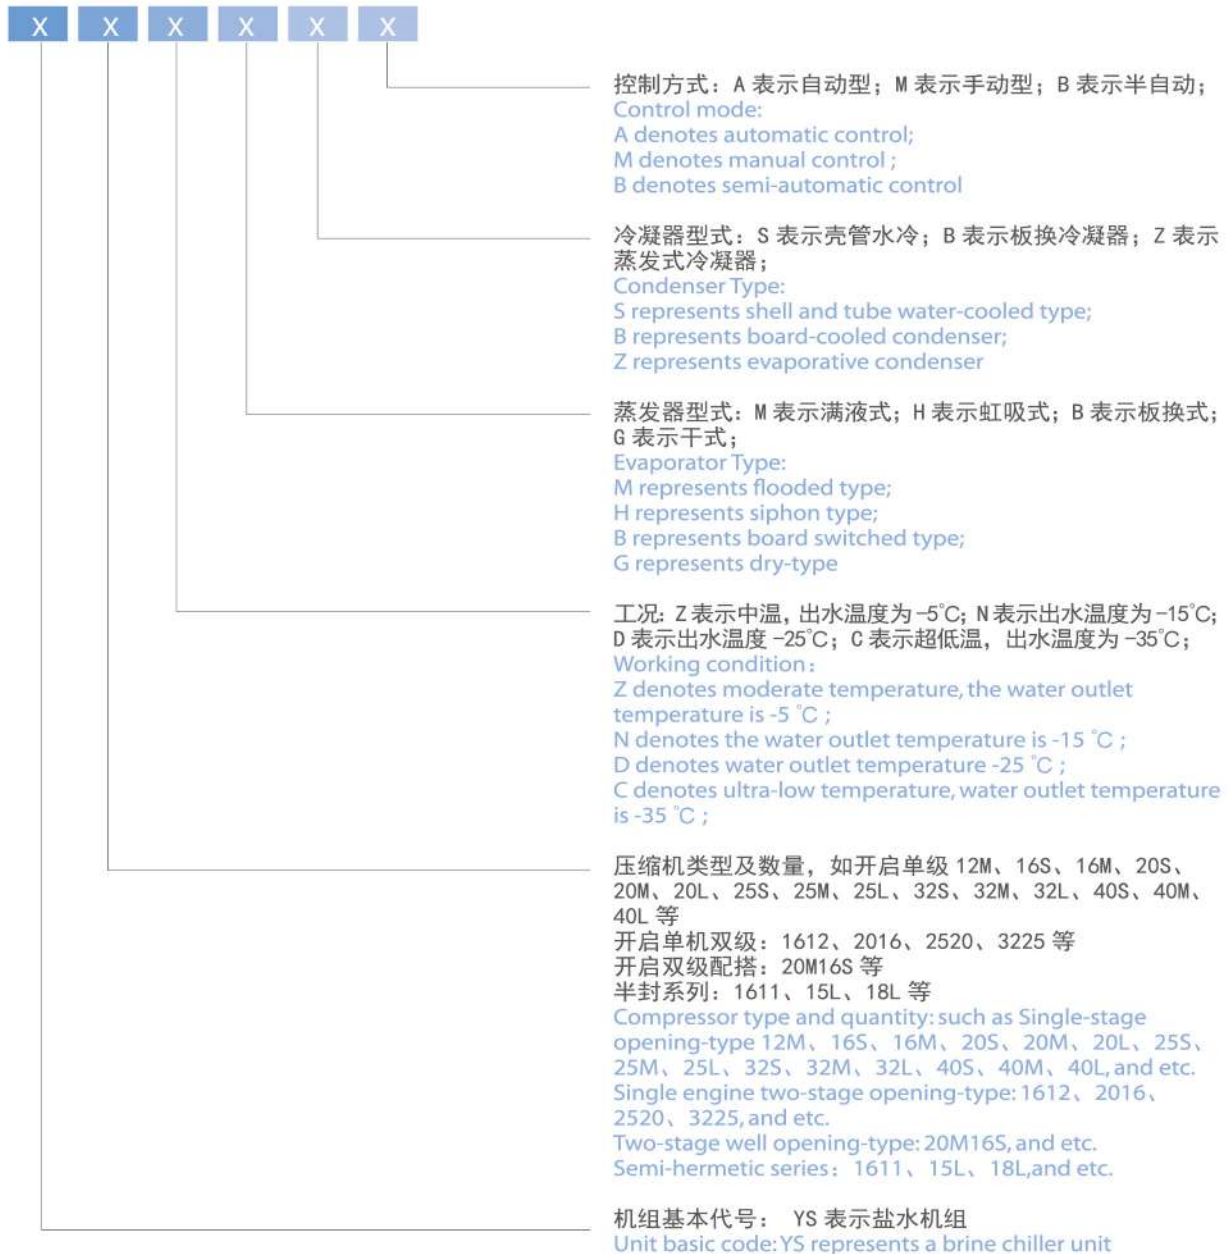 X X X X X X
控制方式：A 表示自动型；M 表示手动型；B 表示半自动；
Control mode:
A denotes automatic control;
M denotes manual control ;
B denotes semi-automatic control
冷凝器型式：S 表示壳管水冷；B 表示板换冷凝器；Z 表示
蒸发式冷凝器；
Condenser Type:
S represents shell and tube water-cooled type;
B represents board-cooled condenser;
Z represents evaporative condenser
蒸发器型式：M 表示满液式；H 表示虹吸式；B 表示板换式；
G 表示干式；
Evaporator Type:
M represents flooded type;
H represents siphon type;
B represents board switched type;
G represents dry-type
工况：Z 表示中温，出水温度为 -5℃；N 表示出水温度为 -15℃；
D 表示出水温度 -25℃；C 表示超低温，出水温度为 -35℃；
Working condition：
Z denotes moderate temperature, the water outlet
temperature is -5 ℃ ;
N denotes the water outlet temperature is -15 ℃ ;
D denotes water outlet temperature -25 ℃ ;
C denotes ultra-low temperature, water outlet temperature
is -35 ℃ ;
压缩机类型及数量，如开启单级 12M、16S、16M、20S、
20M、20L、25S、25M、25L、32S、32M、32L、40S、40M、
40L 等
开启单机双级：1612、2016、2520、3225 等
开启双级配搭：20M16S 等
半封系列：1611、15L、18L 等
Compressor type and quantity: such as Single-stage
opening-type 12M、16S、16M、20S、20M、20L、25S、
25M、25L、32S、32M、32L、40S、40M、40L, and etc.
Single engine two-stage opening-type: 1612、2016、
2520、3225, and etc.
Two-stage well opening-type: 20M16S, and etc.
Semi-hermetic series：1611、15L、18L,and etc.
机组基本代号： YS 表示盐水机组
Unit basic code: YS represents a brine chiller unit